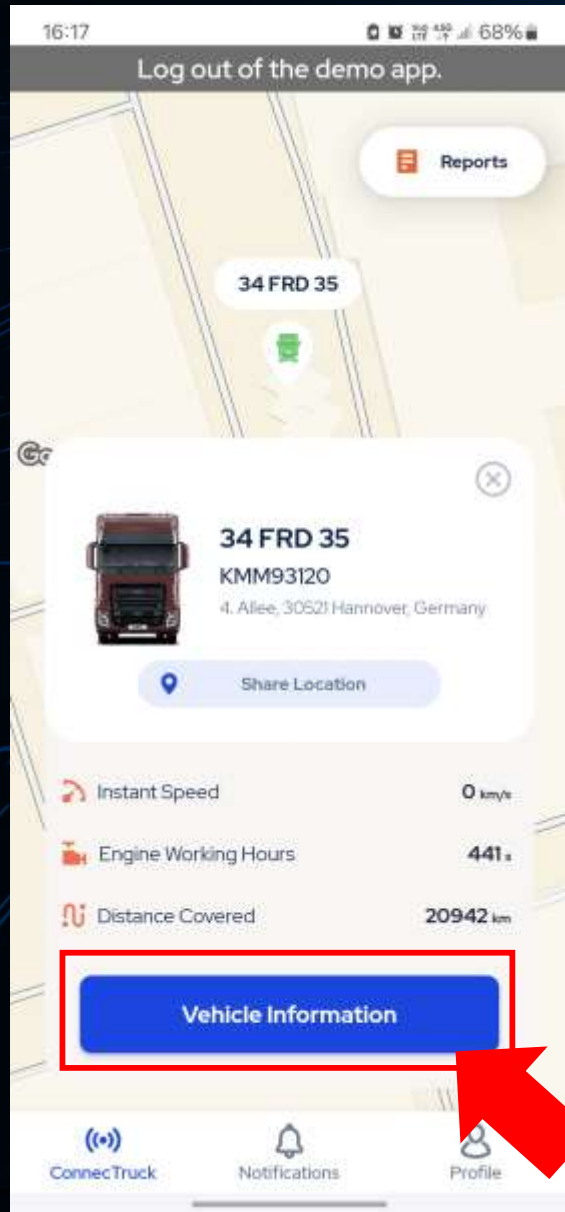 16:17
68%
Log out of the demo app.
Reports
34 FRD 35
34 FRD 35
KMM93120
4. Allee, 30521 Hannover, Germany
Share Location
Instant Speed 0 km/s
Engine Working Hours 441 s
Distance Covered 20942 km
Vehicle Information
ConnecTruck Notifications Profile